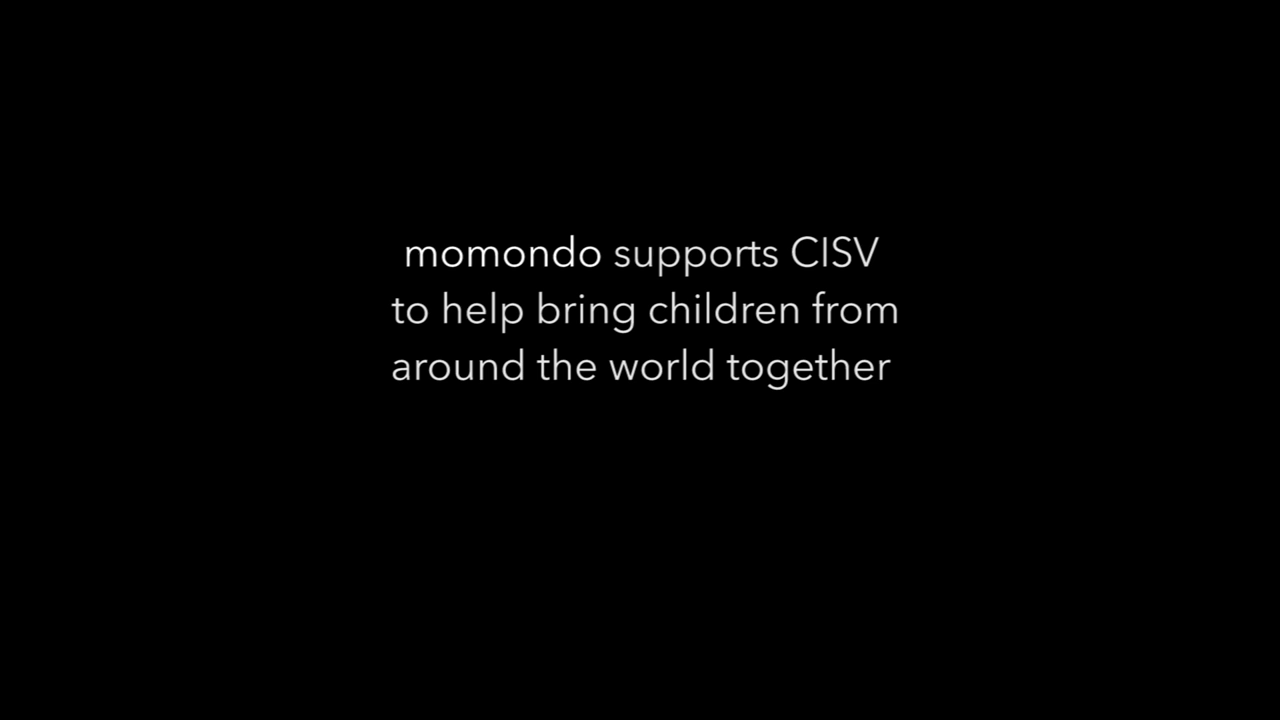 momondo supports CISV
to help bring children from
around the world together